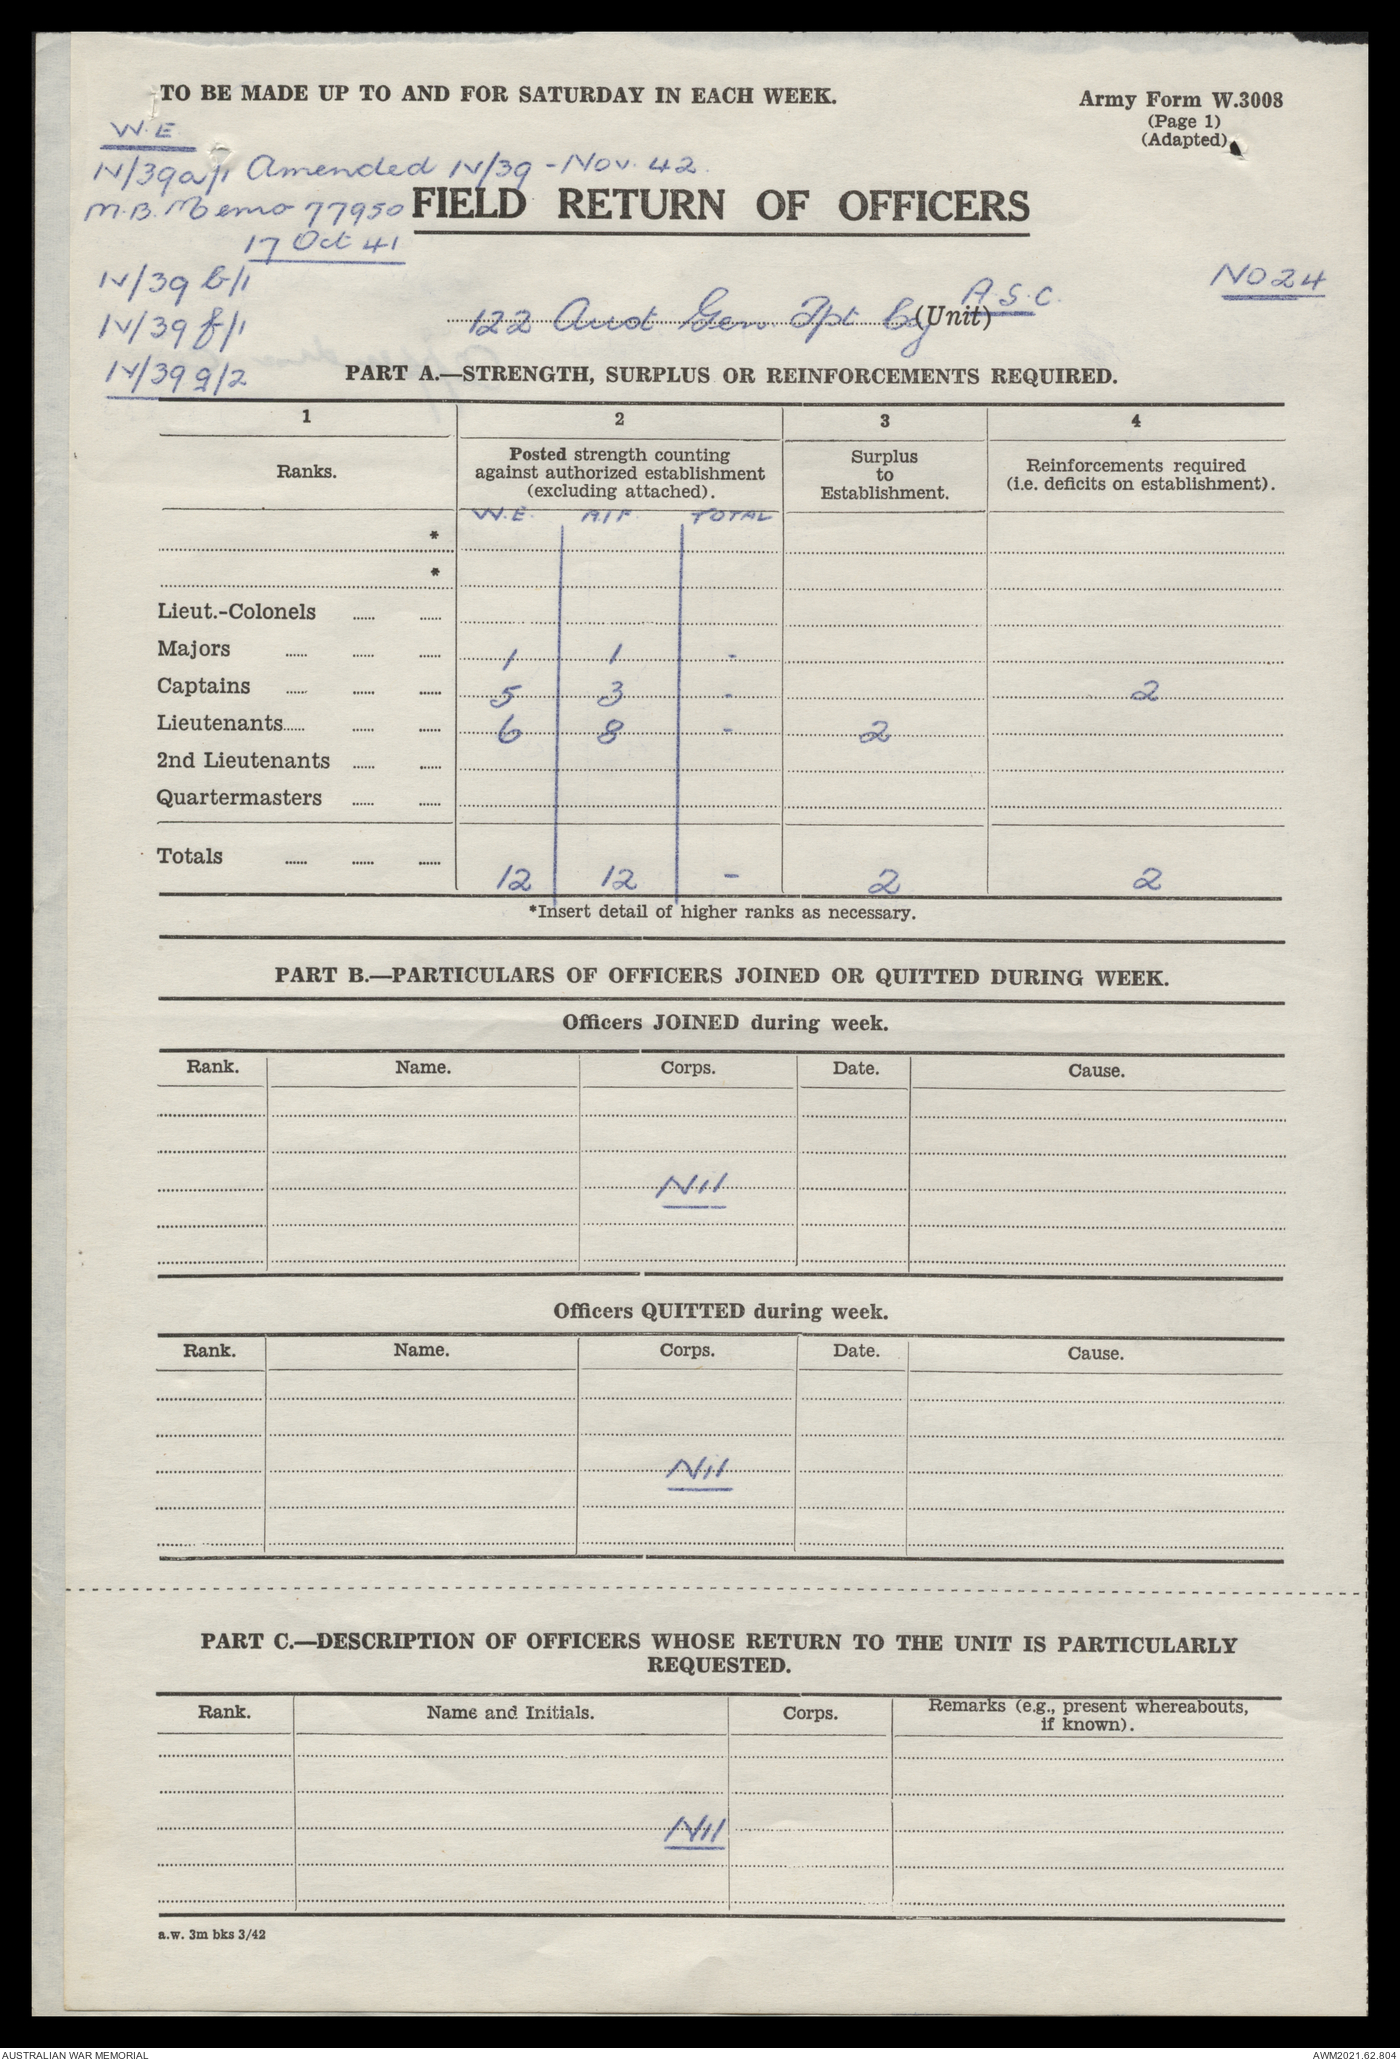 TO BE MADE UP TO AND FOR SATURDAY IN EACH WEEK.
Army Form W.3008
(Page 1)
(Adapted)
W.E.
IV/39a/1 Amended IV/39 - Nov. 42.
M.B. Memo 77950
17 Oct 41
IV/39 b/1
IV/39 f/1
IV/39 g/2
FIELD RETURN OF OFFICERS
No 24
122 Aust Gen Tpt Coy (Unit) A.S.C.
PART A.—STRENGTH, SURPLUS OR REINFORCEMENTS REQUIRED.
1 2 3 4
Ranks. Posted strength counting against authorized establishment (excluding attached). Surplus to Establishment. Reinforcements required (i.e. deficits on establishment).
W.E. A.I.F. TOTAL
*
*
Lieut.-Colonels ...... ......
Majors ...... ...... ...... 1 1 -
Captains ...... ...... ...... 5 3 - 2
Lieutenants...... ...... ...... 6 8 - 2
2nd Lieutenants ...... ......
Quartermasters ...... ......
Totals ...... ...... ...... 12 12 - 2 2
*Insert detail of higher ranks as necessary.
PART B.—PARTICULARS OF OFFICERS JOINED OR QUITTED DURING WEEK.
Officers JOINED during week.
Rank. Name. Corps. Date. Cause.
Nil
Officers QUITTED during week.
Rank. Name. Corps. Date. Cause.
Nil
PART C.—DESCRIPTION OF OFFICERS WHOSE RETURN TO THE UNIT IS PARTICULARLY
REQUESTED.
Rank. Name and Initials. Corps. Remarks (e.g., present whereabouts, if known).
Nil
a.w. 3m bks 3/42
AUSTRALIAN WAR MEMORIAL
AWM2021.62.804